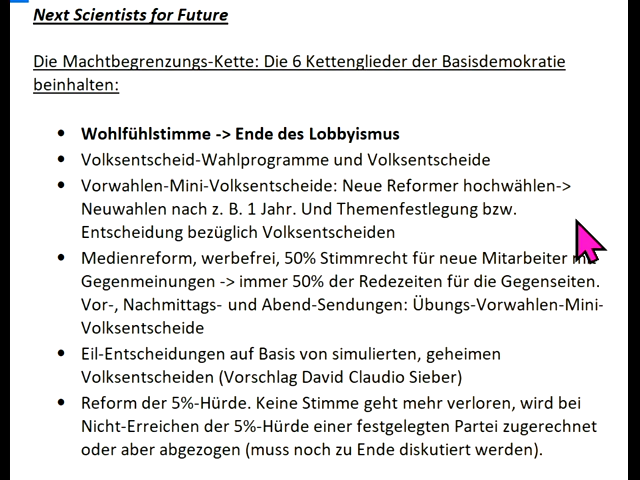 Next Scientists for Future
Die Machtbegrenzungs-Kette: Die 6 Kettenglieder der Basisdemokratie
beinhalten:
• Wohlfühlstimme -> Ende des Lobbyismus
• Volksentscheid-Wahlprogramme und Volksentscheide
• Vorwahlen-Mini-Volksentscheide: Neue Reformer hochwählen->
Neuwahlen nach z. B. 1 Jahr. Und Themenfestlegung bzw.
Entscheidung bezüglich Volksentscheiden
• Medienreform, werbefrei, 50% Stimmrecht für neue Mitarbeiter
Gegenmeinungen -> immer 50% der Redezeiten für die Gegenseiten.
Vor-, Nachmittags- und Abend-Sendungen: Übungs-Vorwahlen-Mini-
Volksentscheide
• Eil-Entscheidungen auf Basis von simulierten, geheimen
Volksentscheiden (Vorschlag David Claudio Sieber)
• Reform der 5%-Hürde. Keine Stimme geht mehr verloren, wird bei
Nicht-Erreichen der 5%-Hürde einer festgelegten Partei zugerechnet
oder aber abgezogen (muss noch zu Ende diskutiert werden).